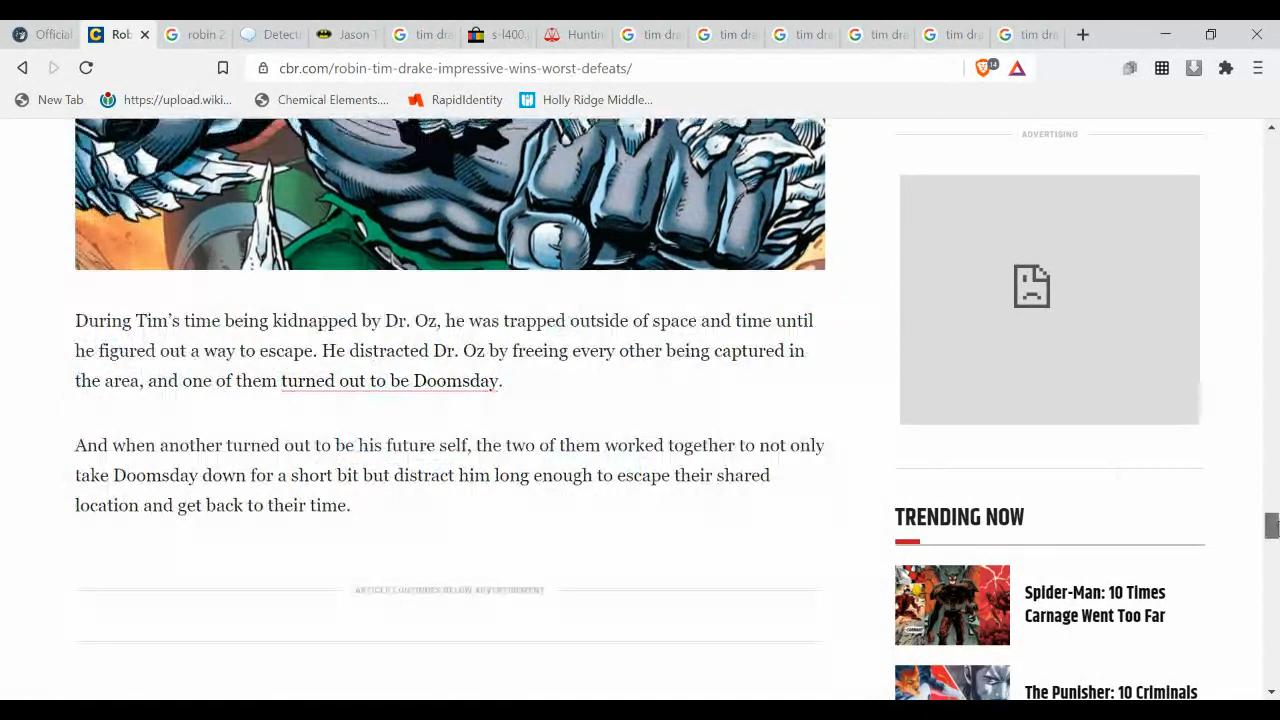 Official
Rob
robin 2
Detecti
Jason T
tim dra
s-l400.
Huntin
tim dra
tim dra
tim dra
tim dra
tim dra
tim dra
cbr.com/robin-tim-drake-impressive-wins-worst-defeats/
14
New Tab
https://upload.wiki...
Chemical Elements....
RapidIdentity
Holly Ridge Middle...
ADVERTISING
During Tim’s time being kidnapped by Dr. Oz, he was trapped outside of space and time until
he figured out a way to escape. He distracted Dr. Oz by freeing every other being captured in
the area, and one of them turned out to be Doomsday.
And when another turned out to be his future self, the two of them worked together to not only
take Doomsday down for a short bit but distract him long enough to escape their shared
location and get back to their time.
ARTICLE CONTINUES BELOW ADVERTISEMENT
TRENDING NOW
Spider-Man: 10 Times
Carnage Went Too Far
The Punisher: 10 Criminals